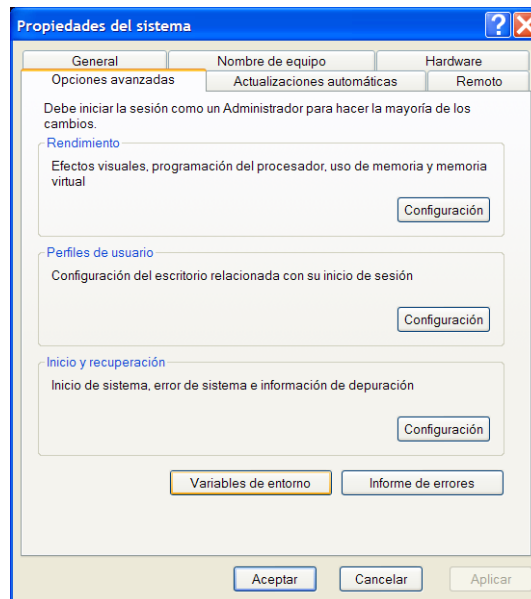 Propiedades del sistema
General
Nombre de equipo
Hardware
Opciones avanzadas
Actualizaciones automáticas
Remoto
Debe iniciar la sesión como un Administrador para hacer la mayoría de los
cambios.
Rendimiento
Efectos visuales, programación del procesador, uso de memoria y memoria
virtual
Configuración
Perfiles de usuario
Configuración del escritorio relacionada con su inicio de sesión
Configuración
Inicio y recuperación
Inicio de sistema, error de sistema e información de depuración
Configuración
Variables de entorno
Informe de errores
Aceptar
Cancelar
Aplicar